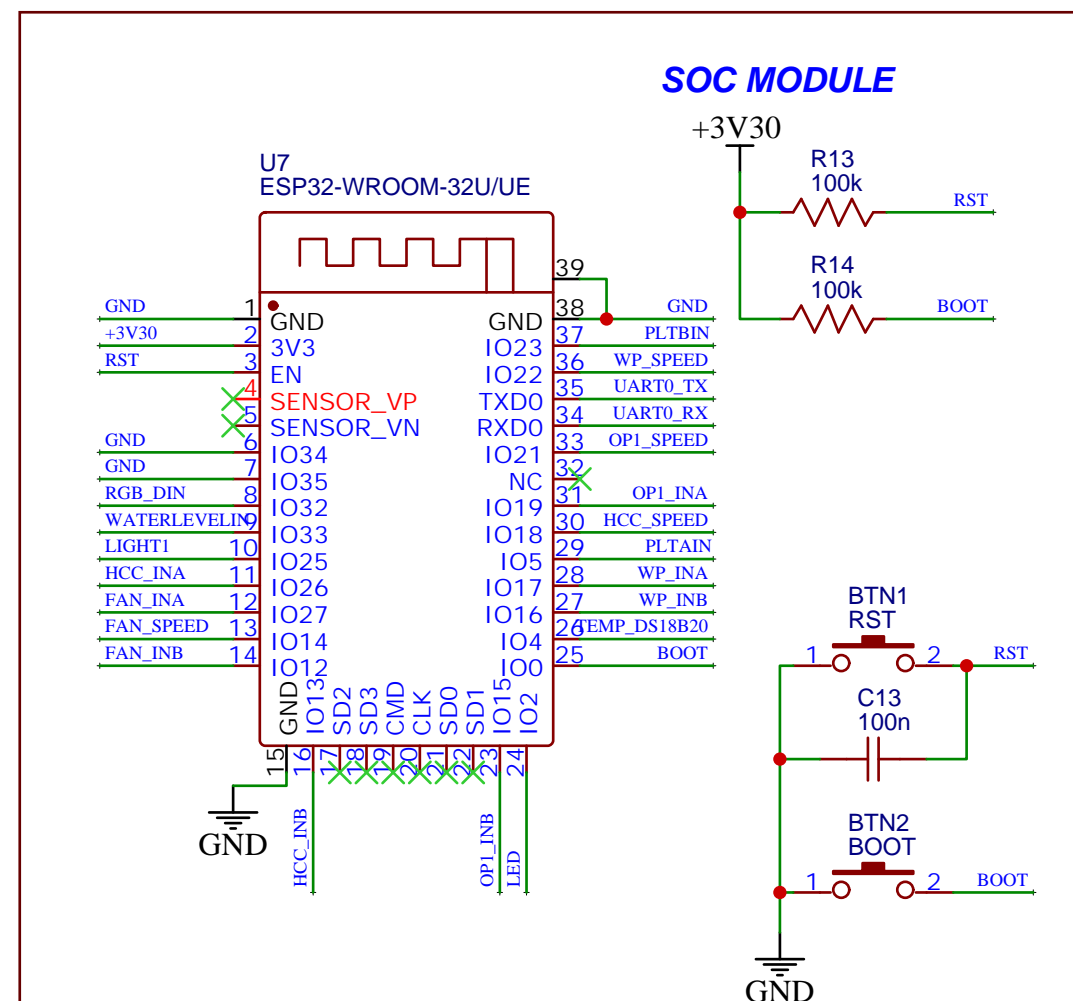 SOC MODULE
+3V30
R13
100k
RST
R14
100k
BOOT
U7
ESP32-WROOM-32U/UE
39
GND 1 GND
+3V30 2 3V3
RST 3 EN
4 SENSOR_VP
5 SENSOR_VN
GND 6 IO34
GND 7 IO35
RGB_DIN 8 IO32
WATERLEVELIN 9 IO33
LIGHT1 10 IO25
HCC_INA 11 IO26
FAN_INA 12 IO27
FAN_SPEED 13 IO14
FAN_INB 14 IO12
GND 38 GND
IO23 37 PLTBIN
IO22 36 WP_SPEED
TXD0 35 UART0_TX
RXD0 34 UART0_RX
IO21 33 OP1_SPEED
NC 32
IO19 31 OP1_INA
IO18 30 HCC_SPEED
IO5 29 PLTAIN
IO17 28 WP_INA
IO16 27 WP_INB
IO4 26 TEMP_DS18B20
IO0 25 BOOT
GND 15
IO13 16 HCC_INB
SD2 17
SD3 18
CMD 19
CLK 20
SD0 21
SD1 22
IO15 23 OP1_INB
IO2 24 LED
GND
BTN1
RST
1 2 RST
C13
100n
BTN2
BOOT
1 2 BOOT
GND